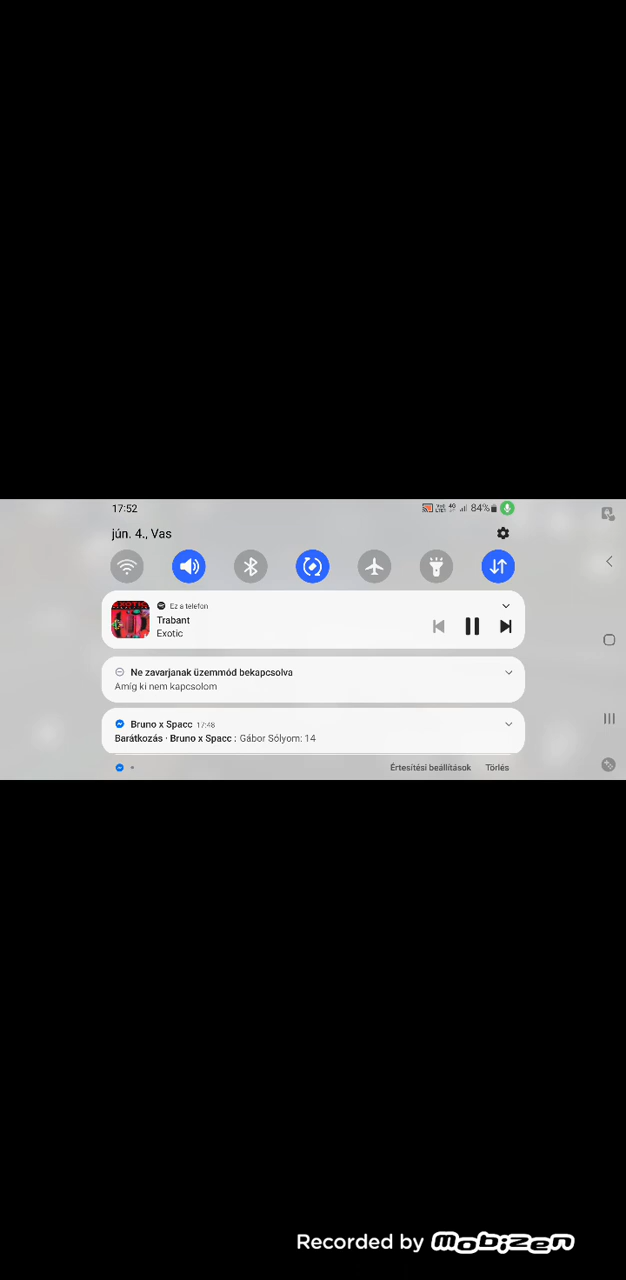 17:52
84%
jún. 4., Vas
Ez a telefon
Trabant
Exotic
Ne zavarjanak üzemmód bekapcsolva
Amíg ki nem kapcsolom
Bruno x Spacc 17:48
Barátkozás · Bruno x Spacc : Gábor Sólyom: 14
Értesítési beállítások Törlés
Recorded by mobizen